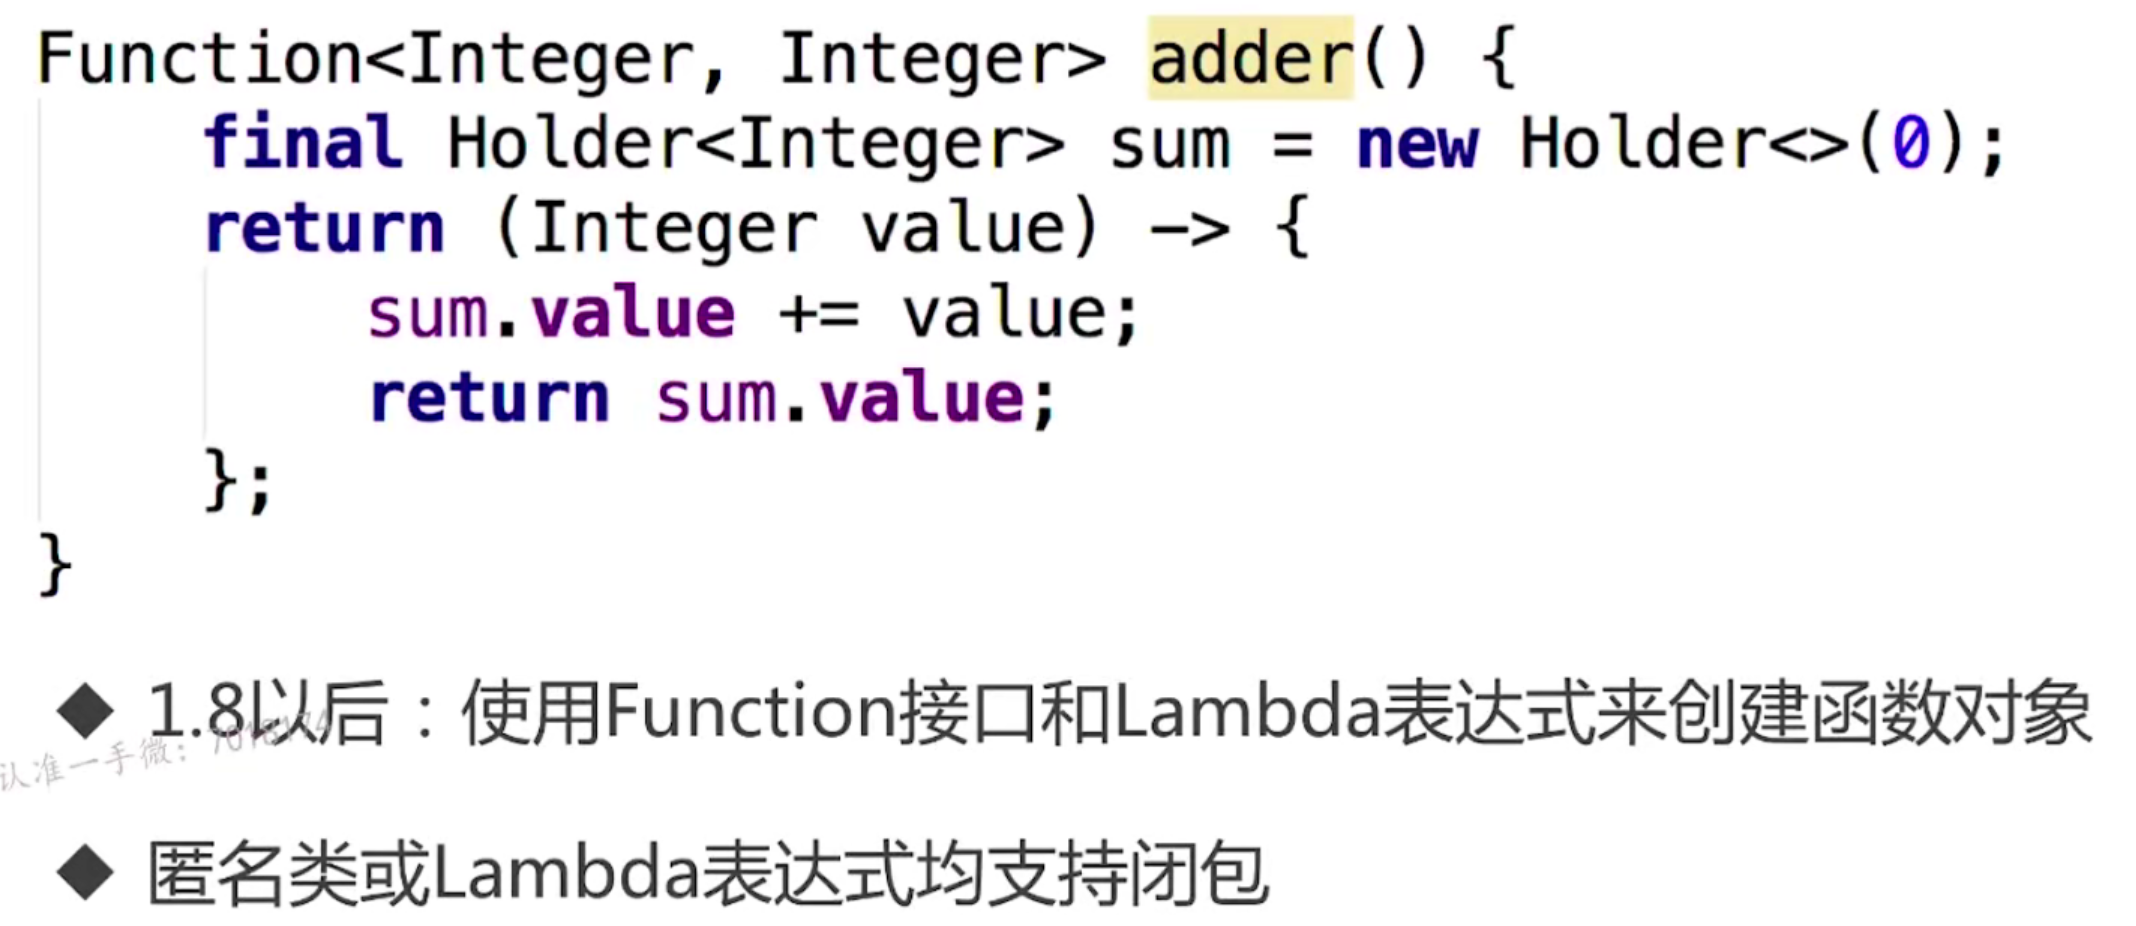 Function<Integer, Integer> adder() {
    final Holder<Integer> sum = new Holder<>(0);
    return (Integer value) -> {
        sum.value += value;
        return sum.value;
    };
}
◆ 1.8以后：使用Function接口和Lambda表达式来创建函数对象
认准一手微：
◆ 匿名类或Lambda表达式均支持闭包